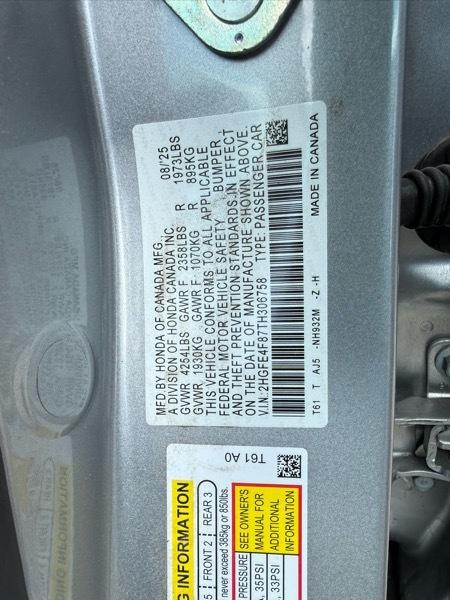 MFD.BY HONDA OF CANADA MFG.
A DIVISION OF HONDA CANADA INC. 08/'25
GVWR 4254LBS GAWR F 2358LBS R 1973LBS
GVWR 1930KG GAWR F 1070KG R 895KG
THIS VEHICLE CONFORMS TO ALL APPLICABLE
FEDERAL MOTOR VEHICLE SAFETY BUMPER
AND THEFT PREVENTION STANDARDS IN EFFECT
ON THE DATE OF MANUFACTURE SHOWN ABOVE.
V.I.N: 2HGFE4F87TH306758 TYPE: PASSENGER CAR
T61 T AJ5 -NH932M -Z -H MADE IN CANADA
T61 A0
G INFORMATION
5 FRONT 2 REAR 3
never exceed 385kg or 850lbs.
PRESSURE SEE OWNER'S
, 35PSI MANUAL FOR
, 33PSI ADDITIONAL
INFORMATION